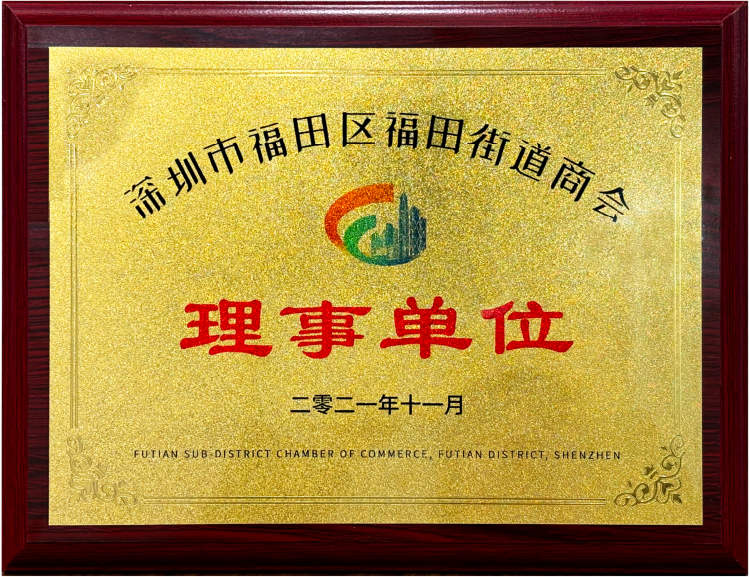 深圳市福田区福田街道商会
理事单位
二零二一年十一月
FUTIAN SUB-DISTRICT CHAMBER OF COMMERCE, FUTIAN DISTRICT, SHENZHEN